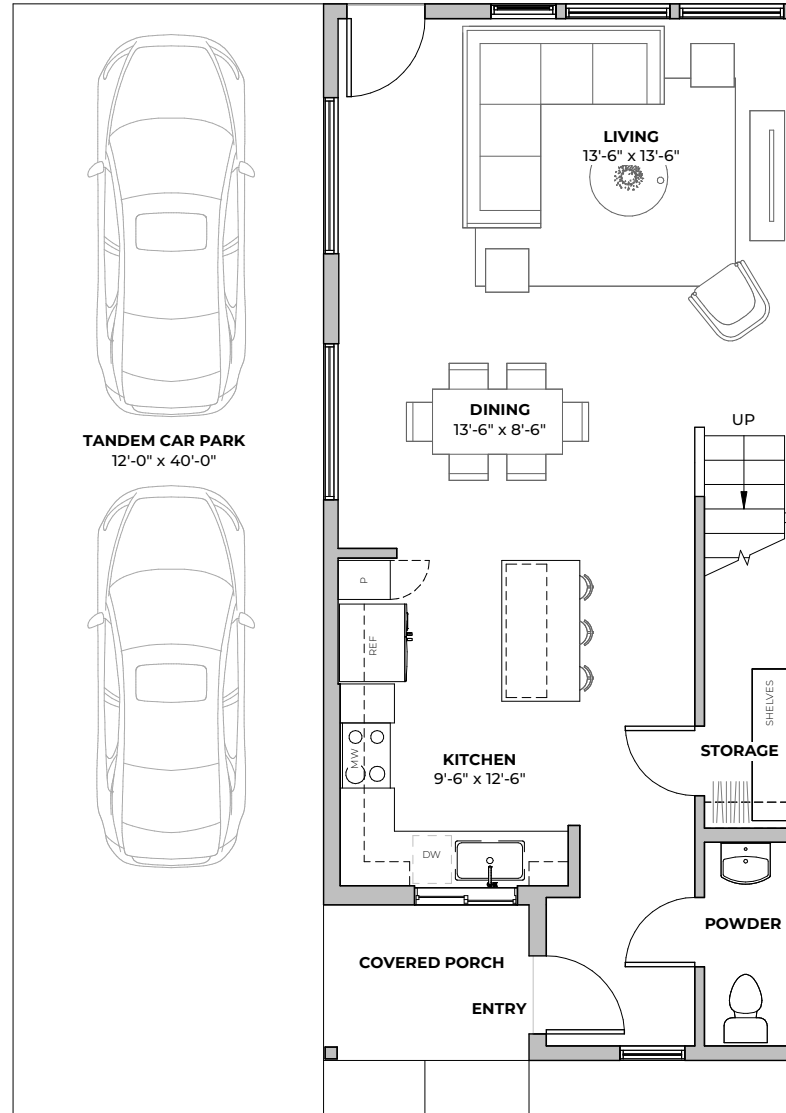 LIVING
13'-6" x 13'-6"
DINING
13'-6" x 8'-6"
UP
TANDEM CAR PARK
12'-0" x 40'-0"
P
REF
SHELVES
STORAGE
MW
KITCHEN
9'-6" x 12'-6"
DW
POWDER
COVERED PORCH
ENTRY